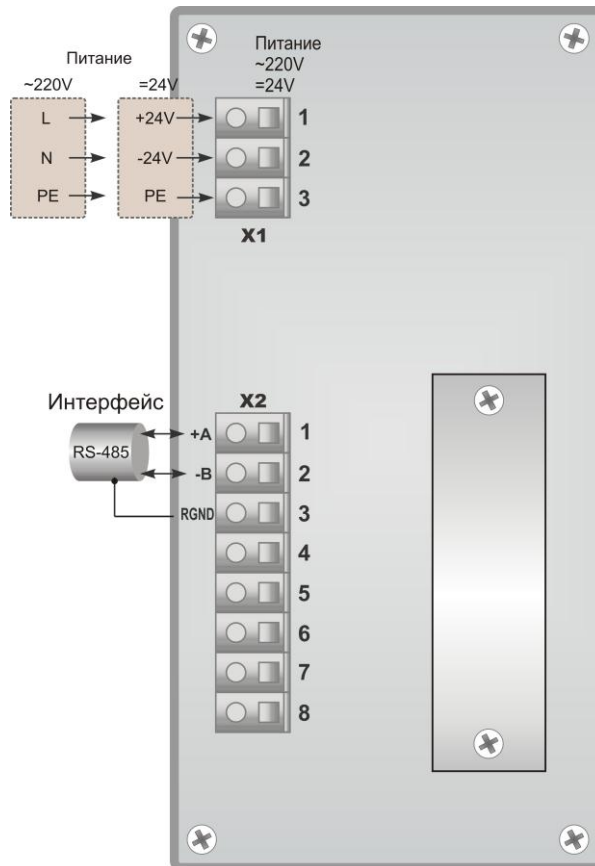 Питание
~220V
=24V
Питание
~220V
=24V
L
+24V
1
N
-24V
2
PE
PE
3
X1
Интерфейс
X2
RS-485
+A
1
-B
2
RGND
3
4
5
6
7
8